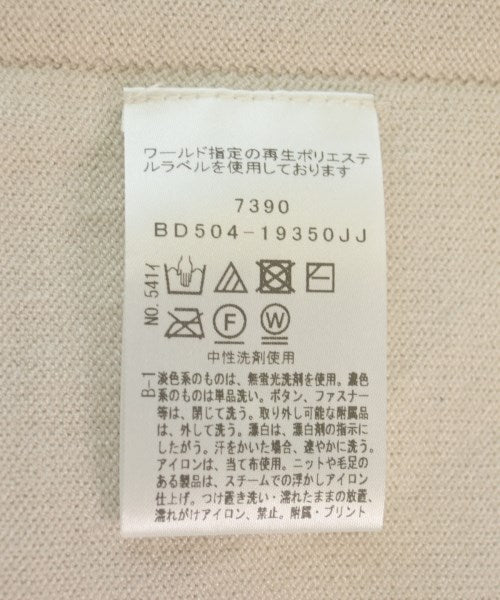 ワールド指定の再生ポリエステ
ルラベルを使用しております
7390
BD504-19350JJ
NO.541イ
F
W
中性洗剤使用
B-1
淡色系のものは、無蛍光洗剤を使用。濃色
系のものは単品洗い。ボタン、ファスナー
等は、閉じて洗う。取り外し可能な附属品
は、外して洗う。漂白は、漂白剤の指示に
したがう。汗をかいた場合、速やかに洗う。
アイロンは、当て布使用。ニットや毛足の
ある製品は、スチームでの浮かしアイロン
仕上げ。つけ置き洗い・濡れたままの放置、
濡れがけアイロン、禁止。附属・プリント